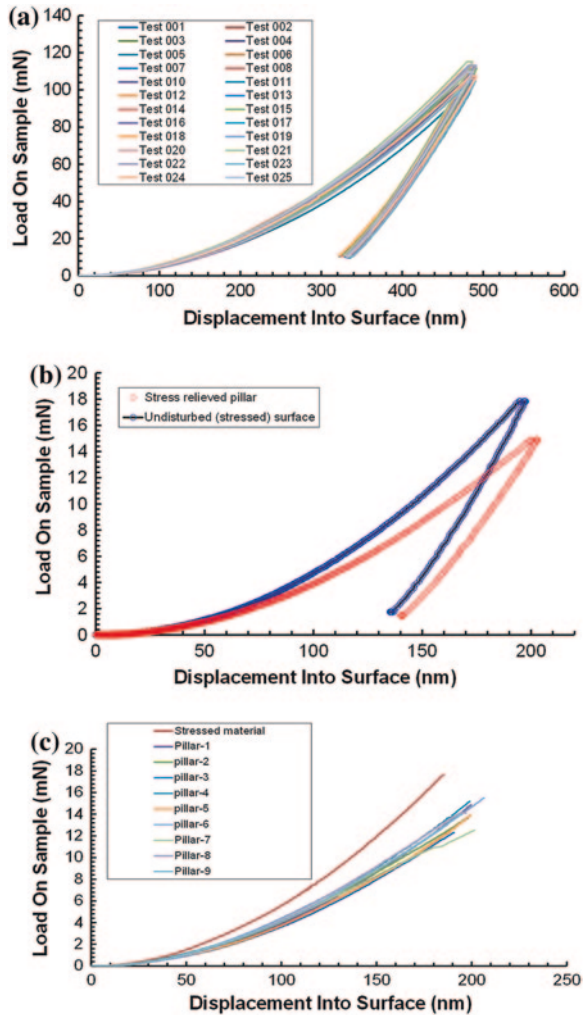 (a)
Test 001 Test 002
Test 003 Test 004
Test 005 Test 006
Test 007 Test 008
Test 010 Test 011
Test 012 Test 013
Test 014 Test 015
Test 016 Test 017
Test 018 Test 019
Test 020 Test 021
Test 022 Test 023
Test 024 Test 025
Load On Sample (mN)
140
120
100
80
60
40
20
0
0 100 200 300 400 500 600
Displacement Into Surface (nm)
(b)
Stress relieved pillar
Undisturbed (stressed) surface
Load On Sample (mN)
20
18
16
14
12
10
8
6
4
2
0
0 50 100 150 200
Displacement Into Surface (nm)
(c)
Stressed material
Pillar-1
pillar-2
pillar-3
pillar-4
pillar-5
pillar-6
Pillar-7
Pillar-8
Pillar-9
Load On Sample (mN)
20
18
16
14
12
10
8
6
4
2
0
0 50 100 150 200 250
Displacement Into Surface (nm)